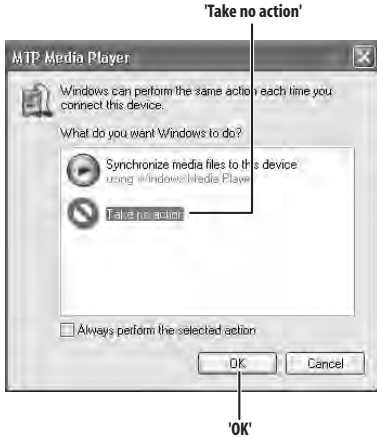 'Take no action'
MTP Media Player
Windows can perform the same action each time you
connect this device.
What do you want Windows to do?
Synchronize media files to this device
using Windows Media Player
Take no action
Always perform the selected action
OK
Cancel
'OK'